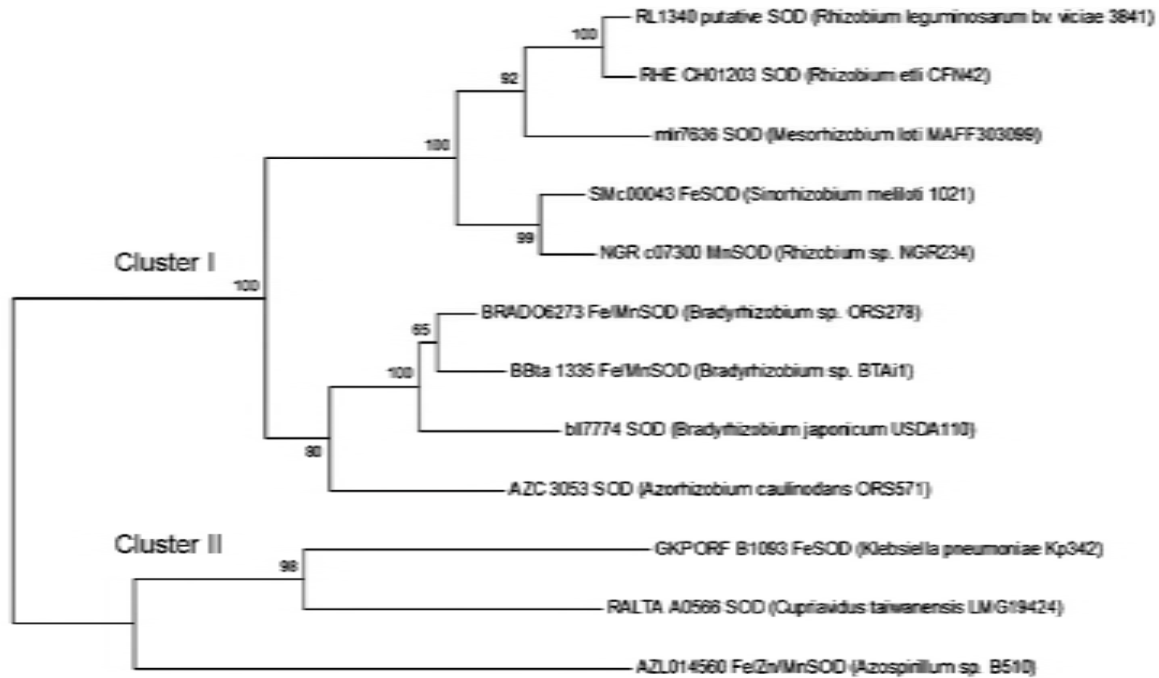 RL1340 putative SOD (Rhizobium leguminosarum bv. viciae 3841)
100
RHE CH01203 SOD (Rhizobium etli CFN42)
92
mlr7636 SOD (Mesorhizobium loti MAFF303099)
100
SMc00043 FeSOD (Sinorhizobium meliloti 1021)
99
NGR c07300 MnSOD (Rhizobium sp. NGR234)
Cluster I
100
BRADO6273 Fe/MnSOD (Bradyrhizobium sp. ORS278)
65
BBta 1335 Fe/MnSOD (Bradyrhizobium sp. BTAi1)
100
bll7774 SOD (Bradyrhizobium japonicum USDA110)
80
AZC 3053 SOD (Azorhizobium caulinodans ORS571)
Cluster II
GKPORF B1093 FeSOD (Klebsiella pneumoniae Kp342)
98
RALTA A0566 SOD (Cupriavidus taiwanensis LMG19424)
AZL014560 Fe/Zn/MnSOD (Azospirillum sp. B510)